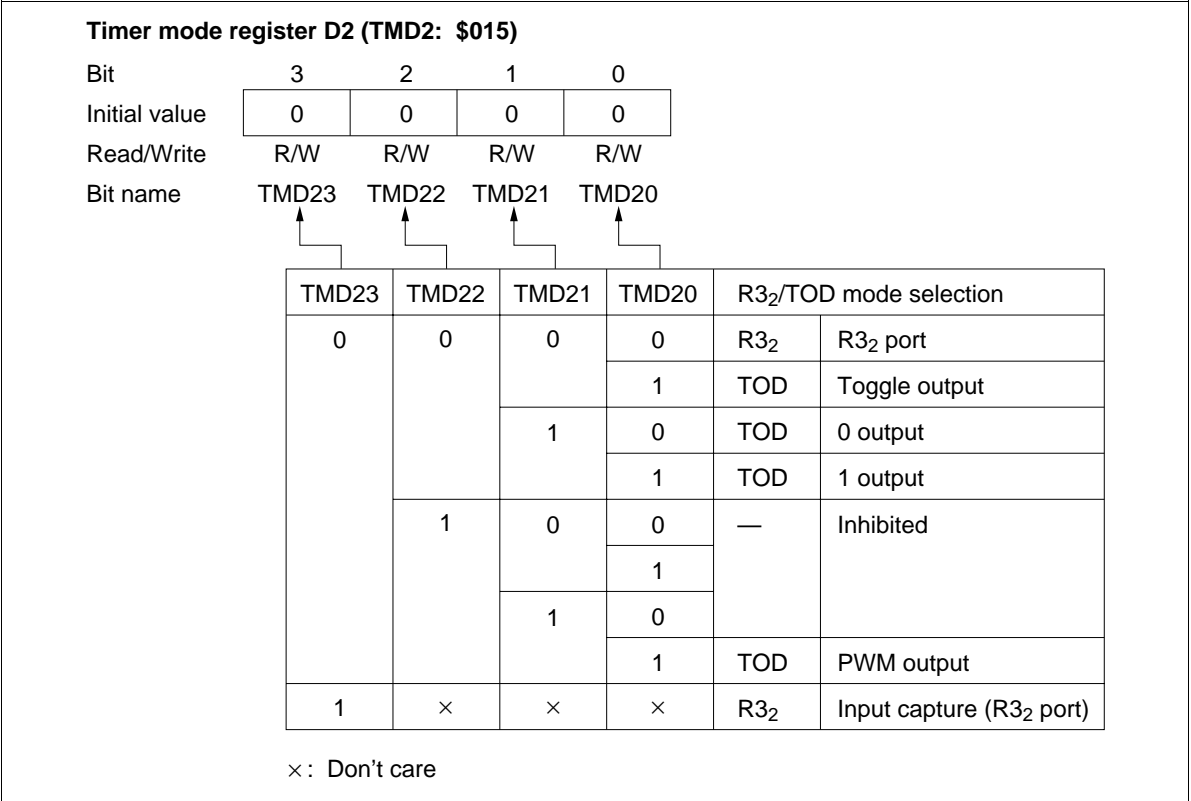 Timer mode register D2 (TMD2: $015)
Bit 3 2 1 0
Initial value 0 0 0 0
Read/Write R/W R/W R/W R/W
Bit name TMD23 TMD22 TMD21 TMD20
TMD23 TMD22 TMD21 TMD20 R3₂/TOD mode selection
0 0 0 0 R3₂ R3₂ port
1 TOD Toggle output
1 0 TOD 0 output
1 TOD 1 output
1 0 0 — Inhibited
1
1 0
1 TOD PWM output
1 × × × R3₂ Input capture (R3₂ port)
×: Don't care